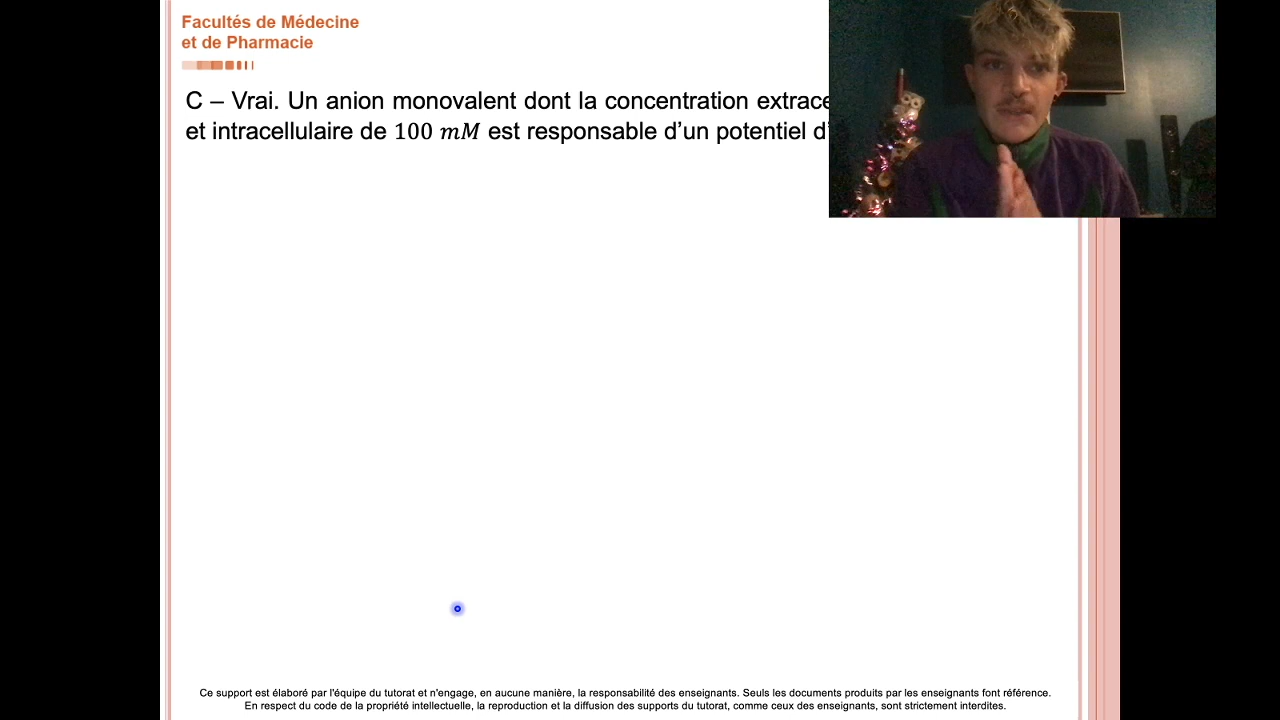 Facultés de Médecine
et de Pharmacie
C – Vrai. Un anion monovalent dont la concentration
et intracellulaire de 100 mM est responsable d'un potentiel
Ce support est élaboré par l'équipe du tutorat et n'engage, en aucune manière, la responsabilité des enseignants. Seuls les documents produits par les enseignants font référence.
En respect du code de la propriété intellectuelle, la reproduction et la diffusion des supports du tutorat, comme ceux des enseignants, sont strictement interdites.